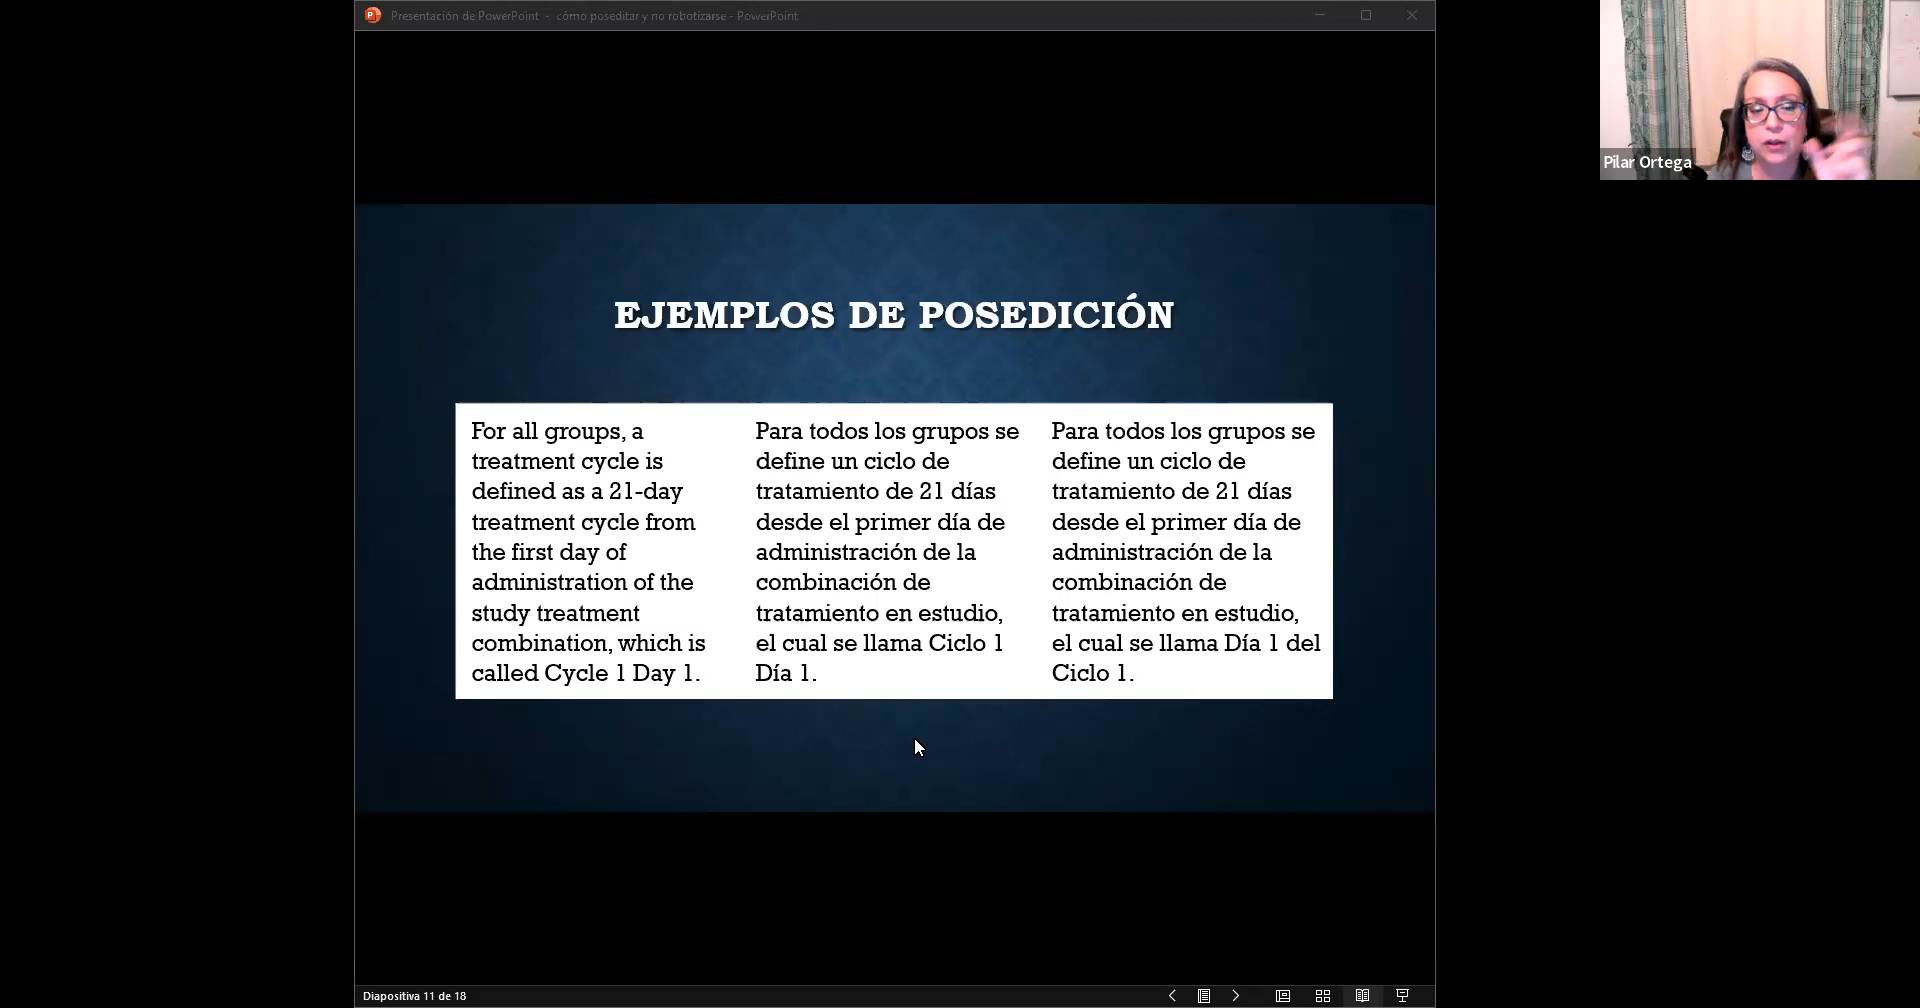 Presentación de PowerPoint - cómo poseditar y no robotizarse - PowerPoint
Pilar Ortega
EJEMPLOS DE POSEDICIÓN
For all groups, a
treatment cycle is
defined as a 21-day
treatment cycle from
the first day of
administration of the
study treatment
combination, which is
called Cycle 1 Day 1.
Para todos los grupos se
define un ciclo de
tratamiento de 21 días
desde el primer día de
administración de la
combinación de
tratamiento en estudio,
el cual se llama Ciclo 1
Día 1.
Para todos los grupos se
define un ciclo de
tratamiento de 21 días
desde el primer día de
administración de la
combinación de
tratamiento en estudio,
el cual se llama Día 1 del
Ciclo 1.
Diapositiva 11 de 18